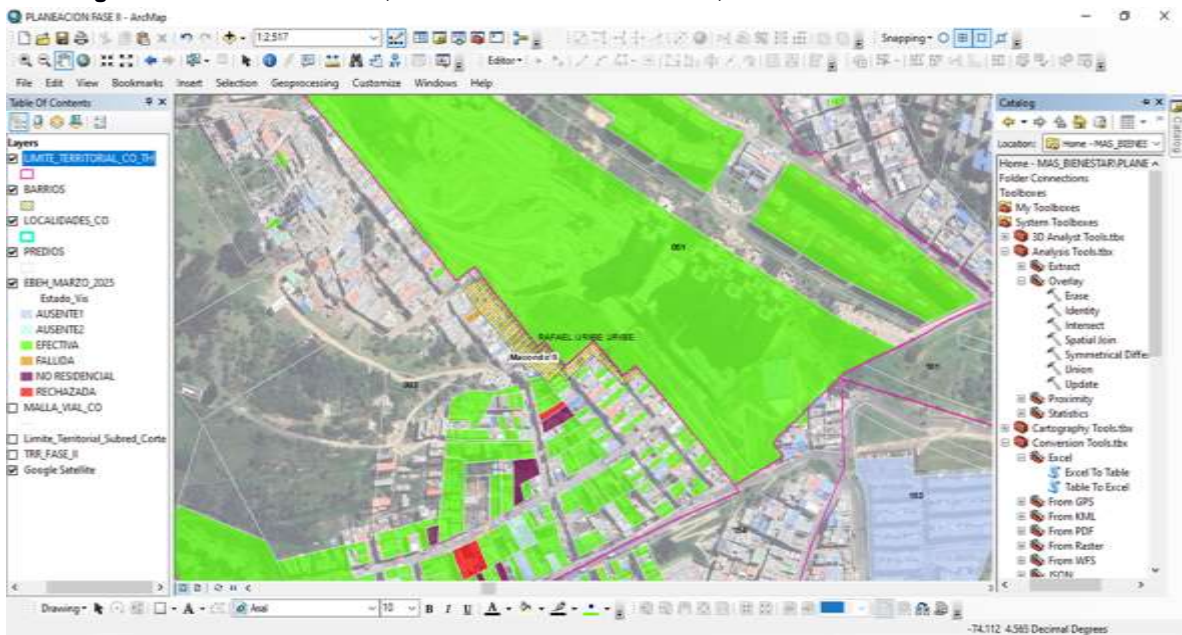 PLANEACION FASE II - ArcMap
1:2.517
Snapping
Editor
File Edit View Bookmarks Insert Selection Geoprocessing Customize Windows Help
Table Of Contents
Layers
LIMITE_TERRITORIAL_CO_TH
BARRIOS
LOCALIDADES_CO
PREDIOS
EBEH_MARZO_2025
Estado_Vis
AUSENTE1
AUSENTE2
EFECTIVA
FALLIDA
NO RESIDENCIAL
RECHAZADA
MALLA_VIAL_CO
Limite_Territorial_Subred_Corte
TRR_FASE_II
Google Satellite
RAFAEL URIBE URIBE
Catalog
Location: Home - MAS_BIENES
Home - MAS_BIENESTAR\PLANE
Folder Connections
Toolboxes
My Toolboxes
System Toolboxes
3D Analyst Tools.tbx
Analysis Tools.tbx
Extract
Overlay
Erase
Identity
Intersect
Spatial Join
Symmetrical Differ
Union
Update
Proximity
Statistics
Cartography Tools.tbx
Conversion Tools.tbx
Excel
Excel To Table
Table To Excel
From GPS
From KML
From PDF
From Raster
From WFS
JSON
Catalog
Drawing
Arial
10
B I U A
-74.112 4.565 Decimal Degrees